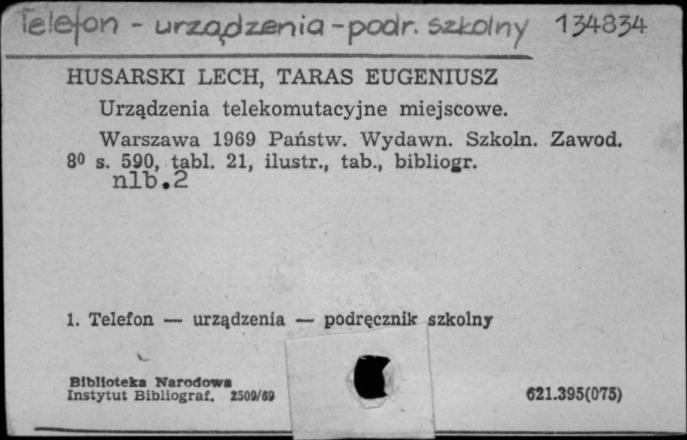 Telefon - urządzenia - podr. szkolny 134834
HUSARSKI LECH, TARAS EUGENIUSZ
Urządzenia telekomutacyjne miejscowe.
Warszawa 1969 Państw. Wydawn. Szkoln. Zawod.
8⁰ s. 590, tabl. 21, ilustr., tab., bibliogr.
nlb.2
1. Telefon — urządzenia — podręcznik szkolny
Biblioteka Narodowa
Instytut Bibliograf. 2509/69 621.395(075)